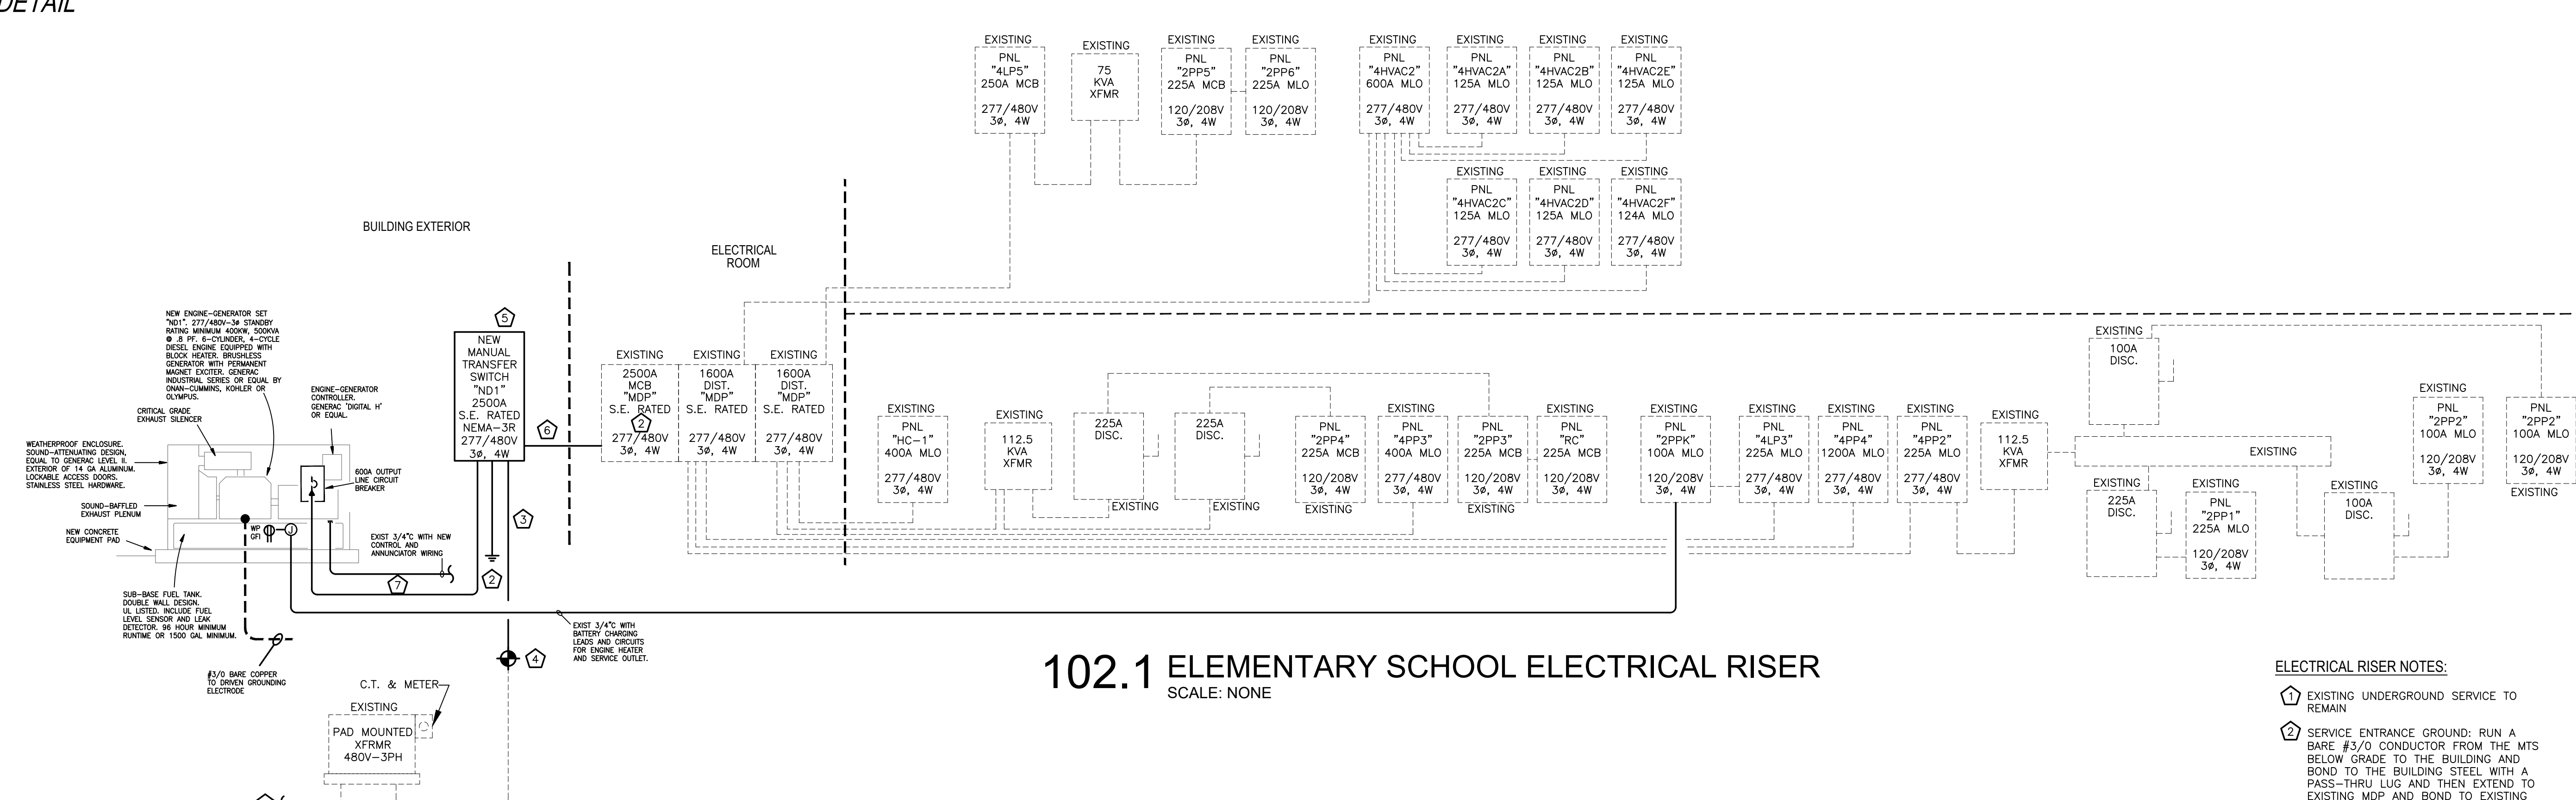 DETAIL
EXISTING
PNL
"4LP5"
250A MCB
277/480V
3ø, 4W
EXISTING
75
KVA
XFMR
EXISTING
PNL
"2PP5"
225A MCB
120/208V
3ø, 4W
EXISTING
PNL
"2PP6"
225A MLO
120/208V
3ø, 4W
EXISTING
PNL
"4HVAC2"
600A MLO
277/480V
3ø, 4W
EXISTING
PNL
"4HVAC2A"
125A MLO
277/480V
3ø, 4W
EXISTING
PNL
"4HVAC2B"
125A MLO
277/480V
3ø, 4W
EXISTING
PNL
"4HVAC2E"
125A MLO
277/480V
3ø, 4W
EXISTING
PNL
"4HVAC2C"
125A MLO
277/480V
3ø, 4W
EXISTING
PNL
"4HVAC2D"
125A MLO
277/480V
3ø, 4W
EXISTING
PNL
"4HVAC2F"
124A MLO
277/480V
3ø, 4W
BUILDING EXTERIOR
ELECTRICAL
ROOM
NEW ENGINE-GENERATOR SET
"ND1". 277/480V-3ø STANDBY
RATING MINIMUM 400KW, 500KVA
@ .8 PF. 6-CYLINDER, 4-CYCLE
DIESEL ENGINE EQUIPPED WITH
BLOCK HEATER. BRUSHLESS
GENERATOR WITH PERMANENT
MAGNET EXCITER. GENERAC
INDUSTRIAL SERIES OR EQUAL BY
ONAN-CUMMINS, KOHLER OR
OLYMPUS.
CRITICAL GRADE
EXHAUST SILENCER
ENGINE-GENERATOR
CONTROLLER.
GENERAC 'DIGITAL H'
OR EQUAL.
WEATHERPROOF ENCLOSURE.
SOUND-ATTENUATING DESIGN,
EQUAL TO GENERAC LEVEL II.
EXTERIOR OF 14 GA ALUMINUM.
LOCKABLE ACCESS DOORS.
STAINLESS STEEL HARDWARE.
600A OUTPUT
LINE CIRCUIT
BREAKER
SOUND-BAFFLED
EXHAUST PLENUM
NEW CONCRETE
EQUIPMENT PAD
WP
GFI
J
EXIST 3/4"C WITH NEW
CONTROL AND
ANNUNCIATOR WIRING
SUB-BASE FUEL TANK.
DOUBLE WALL DESIGN.
UL LISTED. INCLUDE FUEL
LEVEL SENSOR AND LEAK
DETECTOR. 96 HOUR MINIMUM
RUNTIME OR 1500 GAL MINIMUM.
#3/0 BARE COPPER
TO DRIVEN GROUNDING
ELECTRODE
5
NEW
MANUAL
TRANSFER
SWITCH
"ND1"
2500A
S.E. RATED
NEMA-3R
277/480V
3ø, 4W
6
3
2
7
4
EXIST 3/4"C WITH
BATTERY CHARGING
LEADS AND CIRCUITS
FOR ENGINE HEATER
AND SERVICE OUTLET.
EXISTING
2500A
MCB
"MDP"
S.E. RATED
2
277/480V
3ø, 4W
EXISTING
1600A
DIST.
"MDP"
S.E. RATED
277/480V
3ø, 4W
EXISTING
1600A
DIST.
"MDP"
S.E. RATED
277/480V
3ø, 4W
EXISTING
PNL
"HC-1"
400A MLO
277/480V
3ø, 4W
EXISTING
112.5
KVA
XFMR
225A
DISC.
EXISTING
225A
DISC.
EXISTING
PNL
"2PP4"
225A MCB
120/208V
3ø, 4W
EXISTING
EXISTING
PNL
"4PP3"
400A MLO
277/480V
3ø, 4W
PNL
"2PP3"
225A MCB
120/208V
3ø, 4W
EXISTING
EXISTING
PNL
"RC"
225A MCB
120/208V
3ø, 4W
EXISTING
PNL
"2PPK"
100A MLO
120/208V
3ø, 4W
EXISTING
PNL
"4LP3"
225A MLO
277/480V
3ø, 4W
EXISTING
PNL
"4PP4"
1200A MLO
277/480V
3ø, 4W
EXISTING
PNL
"4PP2"
225A MLO
277/480V
3ø, 4W
EXISTING
112.5
KVA
XFMR
EXISTING
100A
DISC.
EXISTING
EXISTING
225A
DISC.
EXISTING
PNL
"2PP1"
225A MLO
120/208V
3ø, 4W
EXISTING
100A
DISC.
EXISTING
PNL
"2PP2"
100A MLO
120/208V
3ø, 4W
PNL
"2PP2"
100A MLO
120/208V
3ø, 4W
EXISTING
102.1 ELEMENTARY SCHOOL ELECTRICAL RISER
SCALE: NONE
C.T. & METER
EXISTING
PAD MOUNTED
XFRMR
480V-3PH
ELECTRICAL RISER NOTES:
1 EXISTING UNDERGROUND SERVICE TO
REMAIN
2 SERVICE ENTRANCE GROUND: RUN A
BARE #3/0 CONDUCTOR FROM THE MTS
BELOW GRADE TO THE BUILDING AND
BOND TO THE BUILDING STEEL WITH A
PASS-THRU LUG AND THEN EXTEND TO
EXISTING MDP AND BOND TO EXISTING